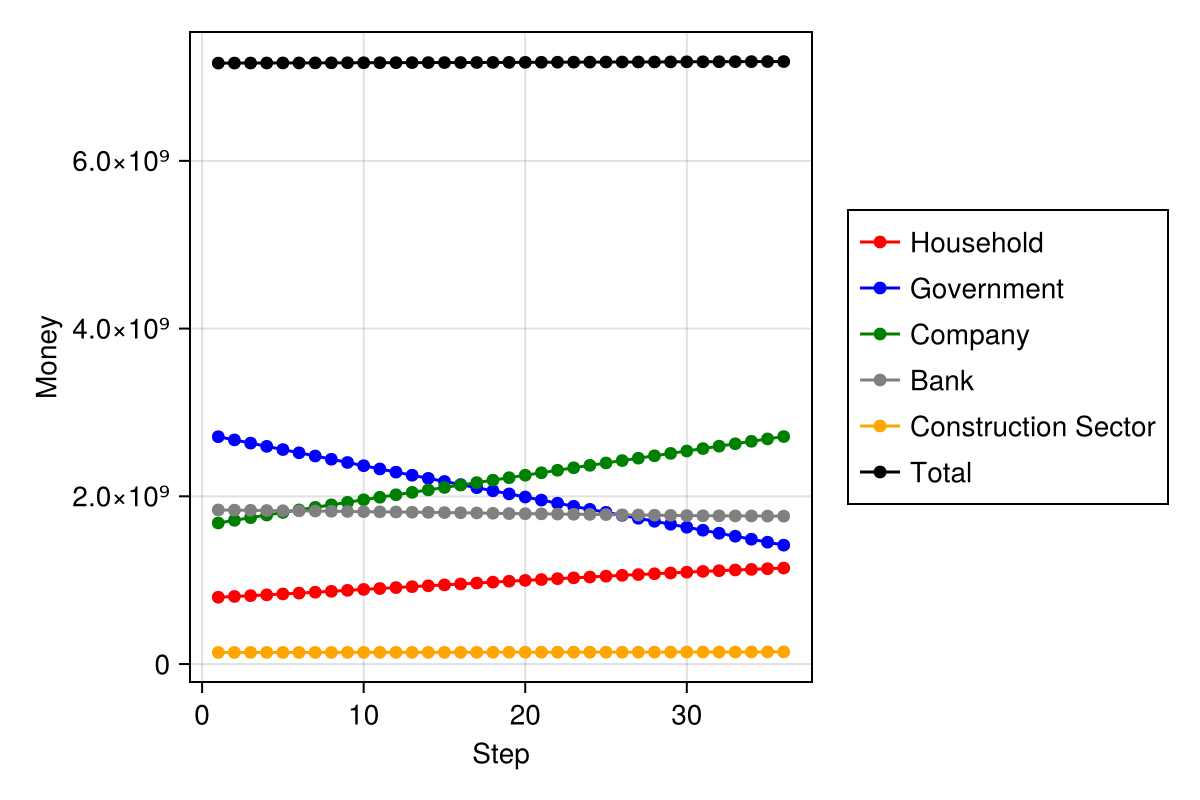 6.0×10⁹
4.0×10⁹
2.0×10⁹
0
Money
0 10 20 30
Step
Household
Government
Company
Bank
Construction Sector
Total